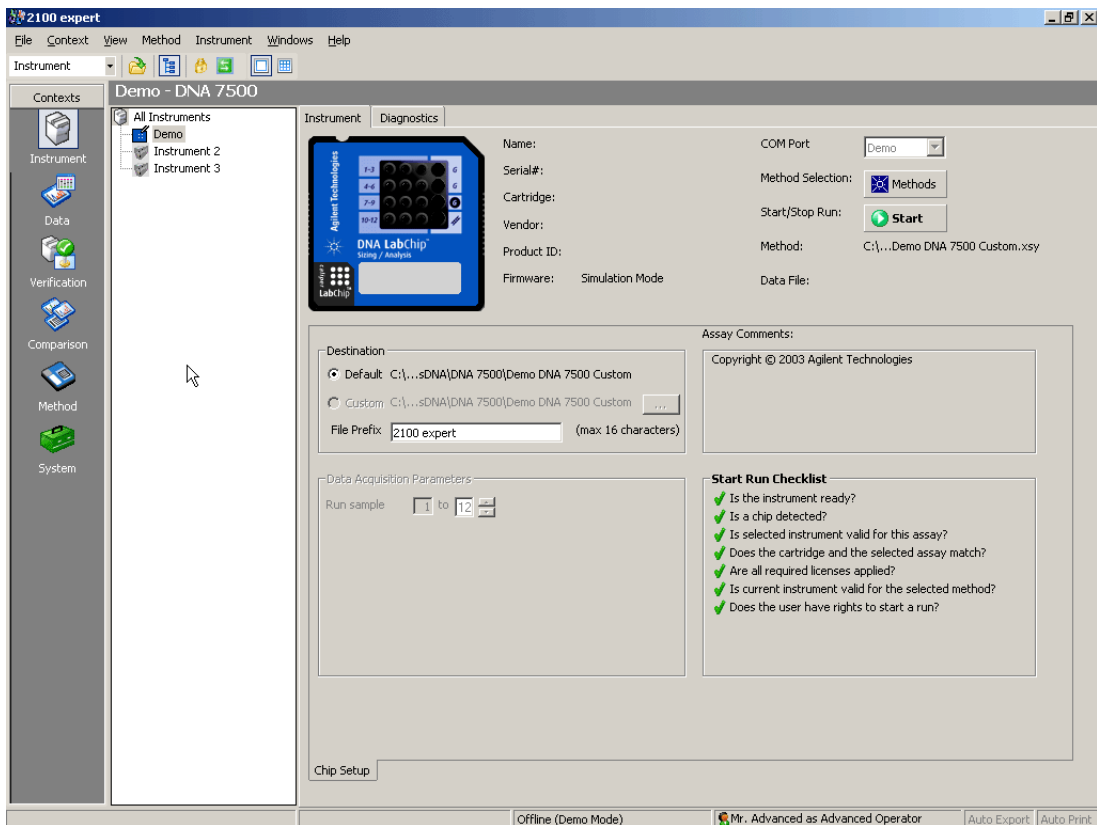 2100 expert
File Context View Method Instrument Windows Help
Instrument
Contexts
Instrument
Data
Verification
Comparison
Method
System
Demo - DNA 7500
All Instruments
Demo
Instrument 2
Instrument 3
Instrument Diagnostics
Agilent Technologies
1-3 6
4-6 6
7-9 6
10-12
DNA LabChip
Sizing / Analysis
caliper
LabChip
Name:
Serial#:
Cartridge:
Vendor:
Product ID:
Firmware: Simulation Mode
COM Port Demo
Method Selection: Methods
Start/Stop Run: Start
Method: C:\...Demo DNA 7500 Custom.xsy
Data File:
Destination
Default C:\...sDNA\DNA 7500\Demo DNA 7500 Custom
Custom C:\...sDNA\DNA 7500\Demo DNA 7500 Custom ...
File Prefix 2100 expert (max 16 characters)
Assay Comments:
Copyright © 2003 Agilent Technologies
Data Acquisition Parameters
Run sample 1 to 12
Start Run Checklist
Is the instrument ready?
Is a chip detected?
Is selected instrument valid for this assay?
Does the cartridge and the selected assay match?
Are all required licenses applied?
Is current instrument valid for the selected method?
Does the user have rights to start a run?
Chip Setup
Offline (Demo Mode) Mr. Advanced as Advanced Operator Auto Export Auto Print